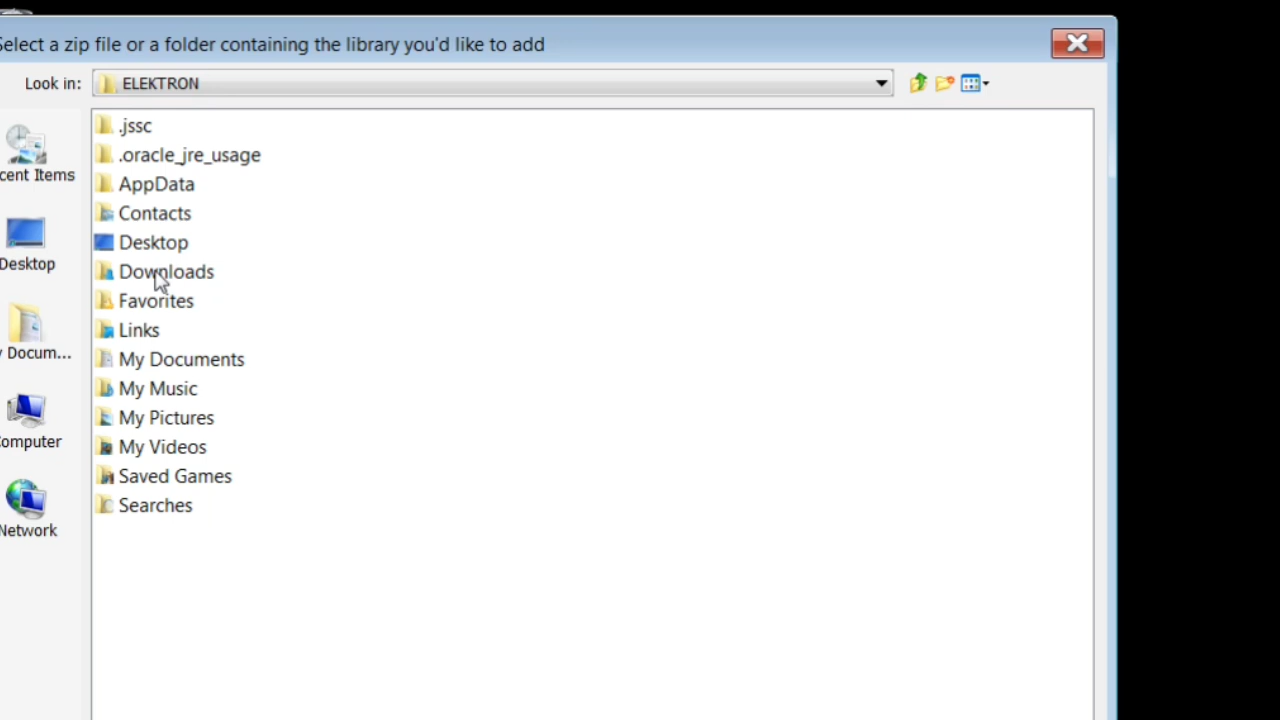 Select a zip file or a folder containing the library you'd like to add
Look in: ELEKTRON
.jssc
.oracle_jre_usage
AppData
Contacts
Desktop
Downloads
Favorites
Links
My Documents
My Music
My Pictures
My Videos
Saved Games
Searches
cent Items
Desktop
y Docum...
Computer
Network